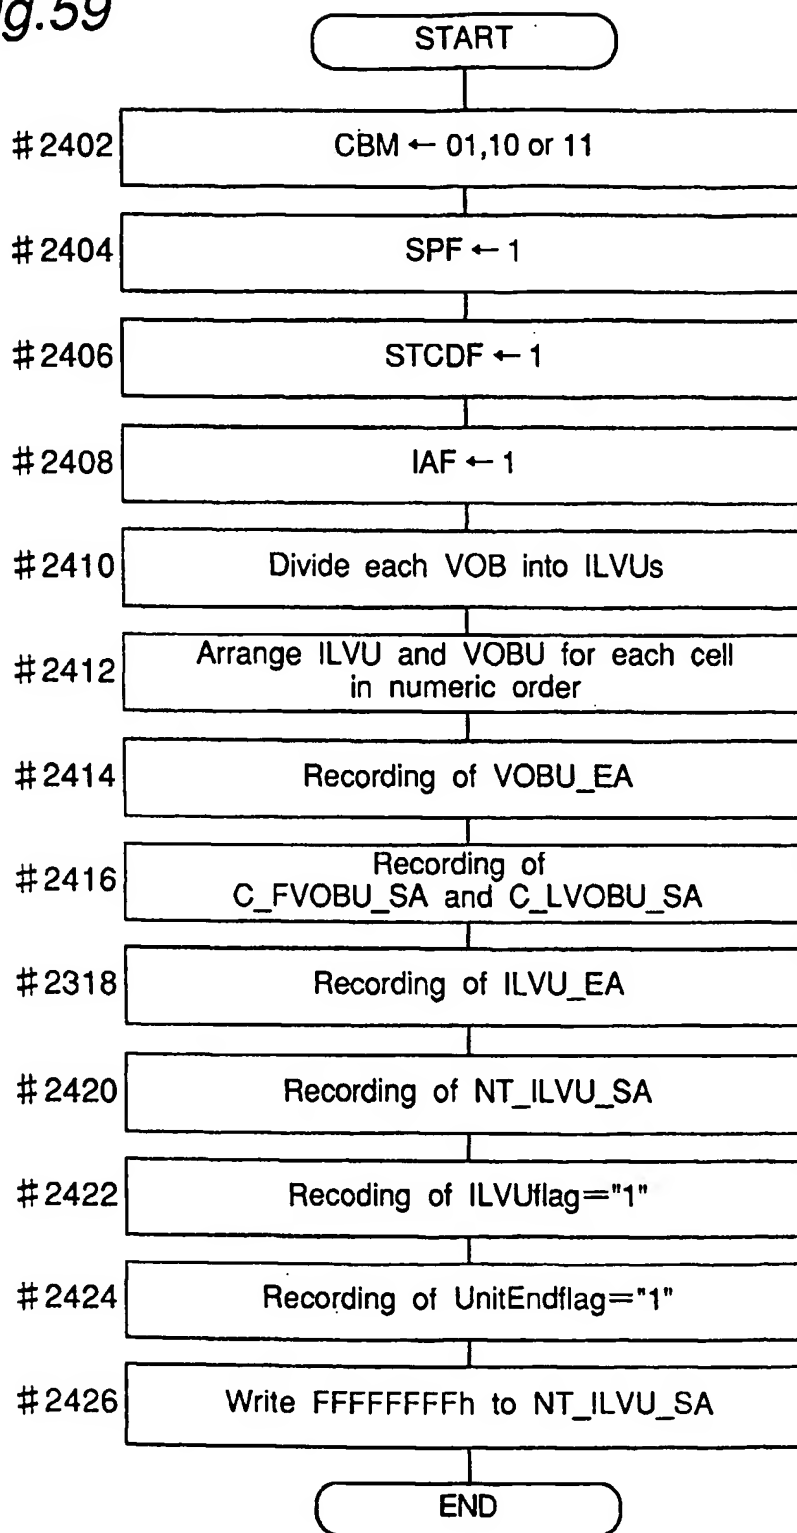 ig.59
START
#2402 CBM ← 01,10 or 11
#2404 SPF ← 1
#2406 STCDF ← 1
#2408 IAF ← 1
#2410 Divide each VOB into ILVUs
#2412 Arrange ILVU and VOBU for each cell
in numeric order
#2414 Recording of VOBU_EA
#2416 Recording of
C_FVOBU_SA and C_LVOBU_SA
#2318 Recording of ILVU_EA
#2420 Recording of NT_ILVU_SA
#2422 Recoding of ILVUflag="1"
#2424 Recording of UnitEndflag="1"
#2426 Write FFFFFFFFh to NT_ILVU_SA
END